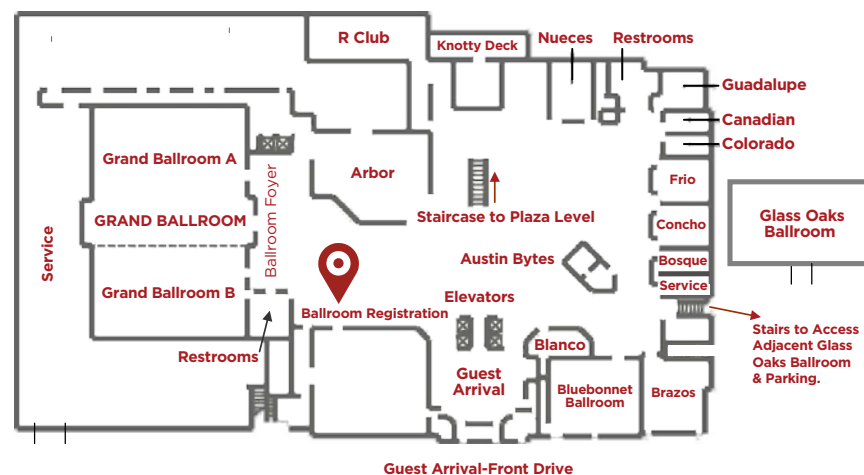 R Club
Knotty Deck
Nueces
Restrooms
Guadalupe
Canadian
Colorado
Grand Ballroom A
Arbor
Frio
GRAND BALLROOM
Ballroom Foyer
Staircase to Plaza Level
Concho
Glass Oaks
Ballroom
Service
Austin Bytes
Bosque
Grand Ballroom B
Service
Elevators
Ballroom Registration
Restrooms
Blanco
Stairs to Access
Adjacent Glass
Oaks Ballroom
& Parking.
Guest
Arrival
Bluebonnet
Ballroom
Brazos
Guest Arrival-Front Drive